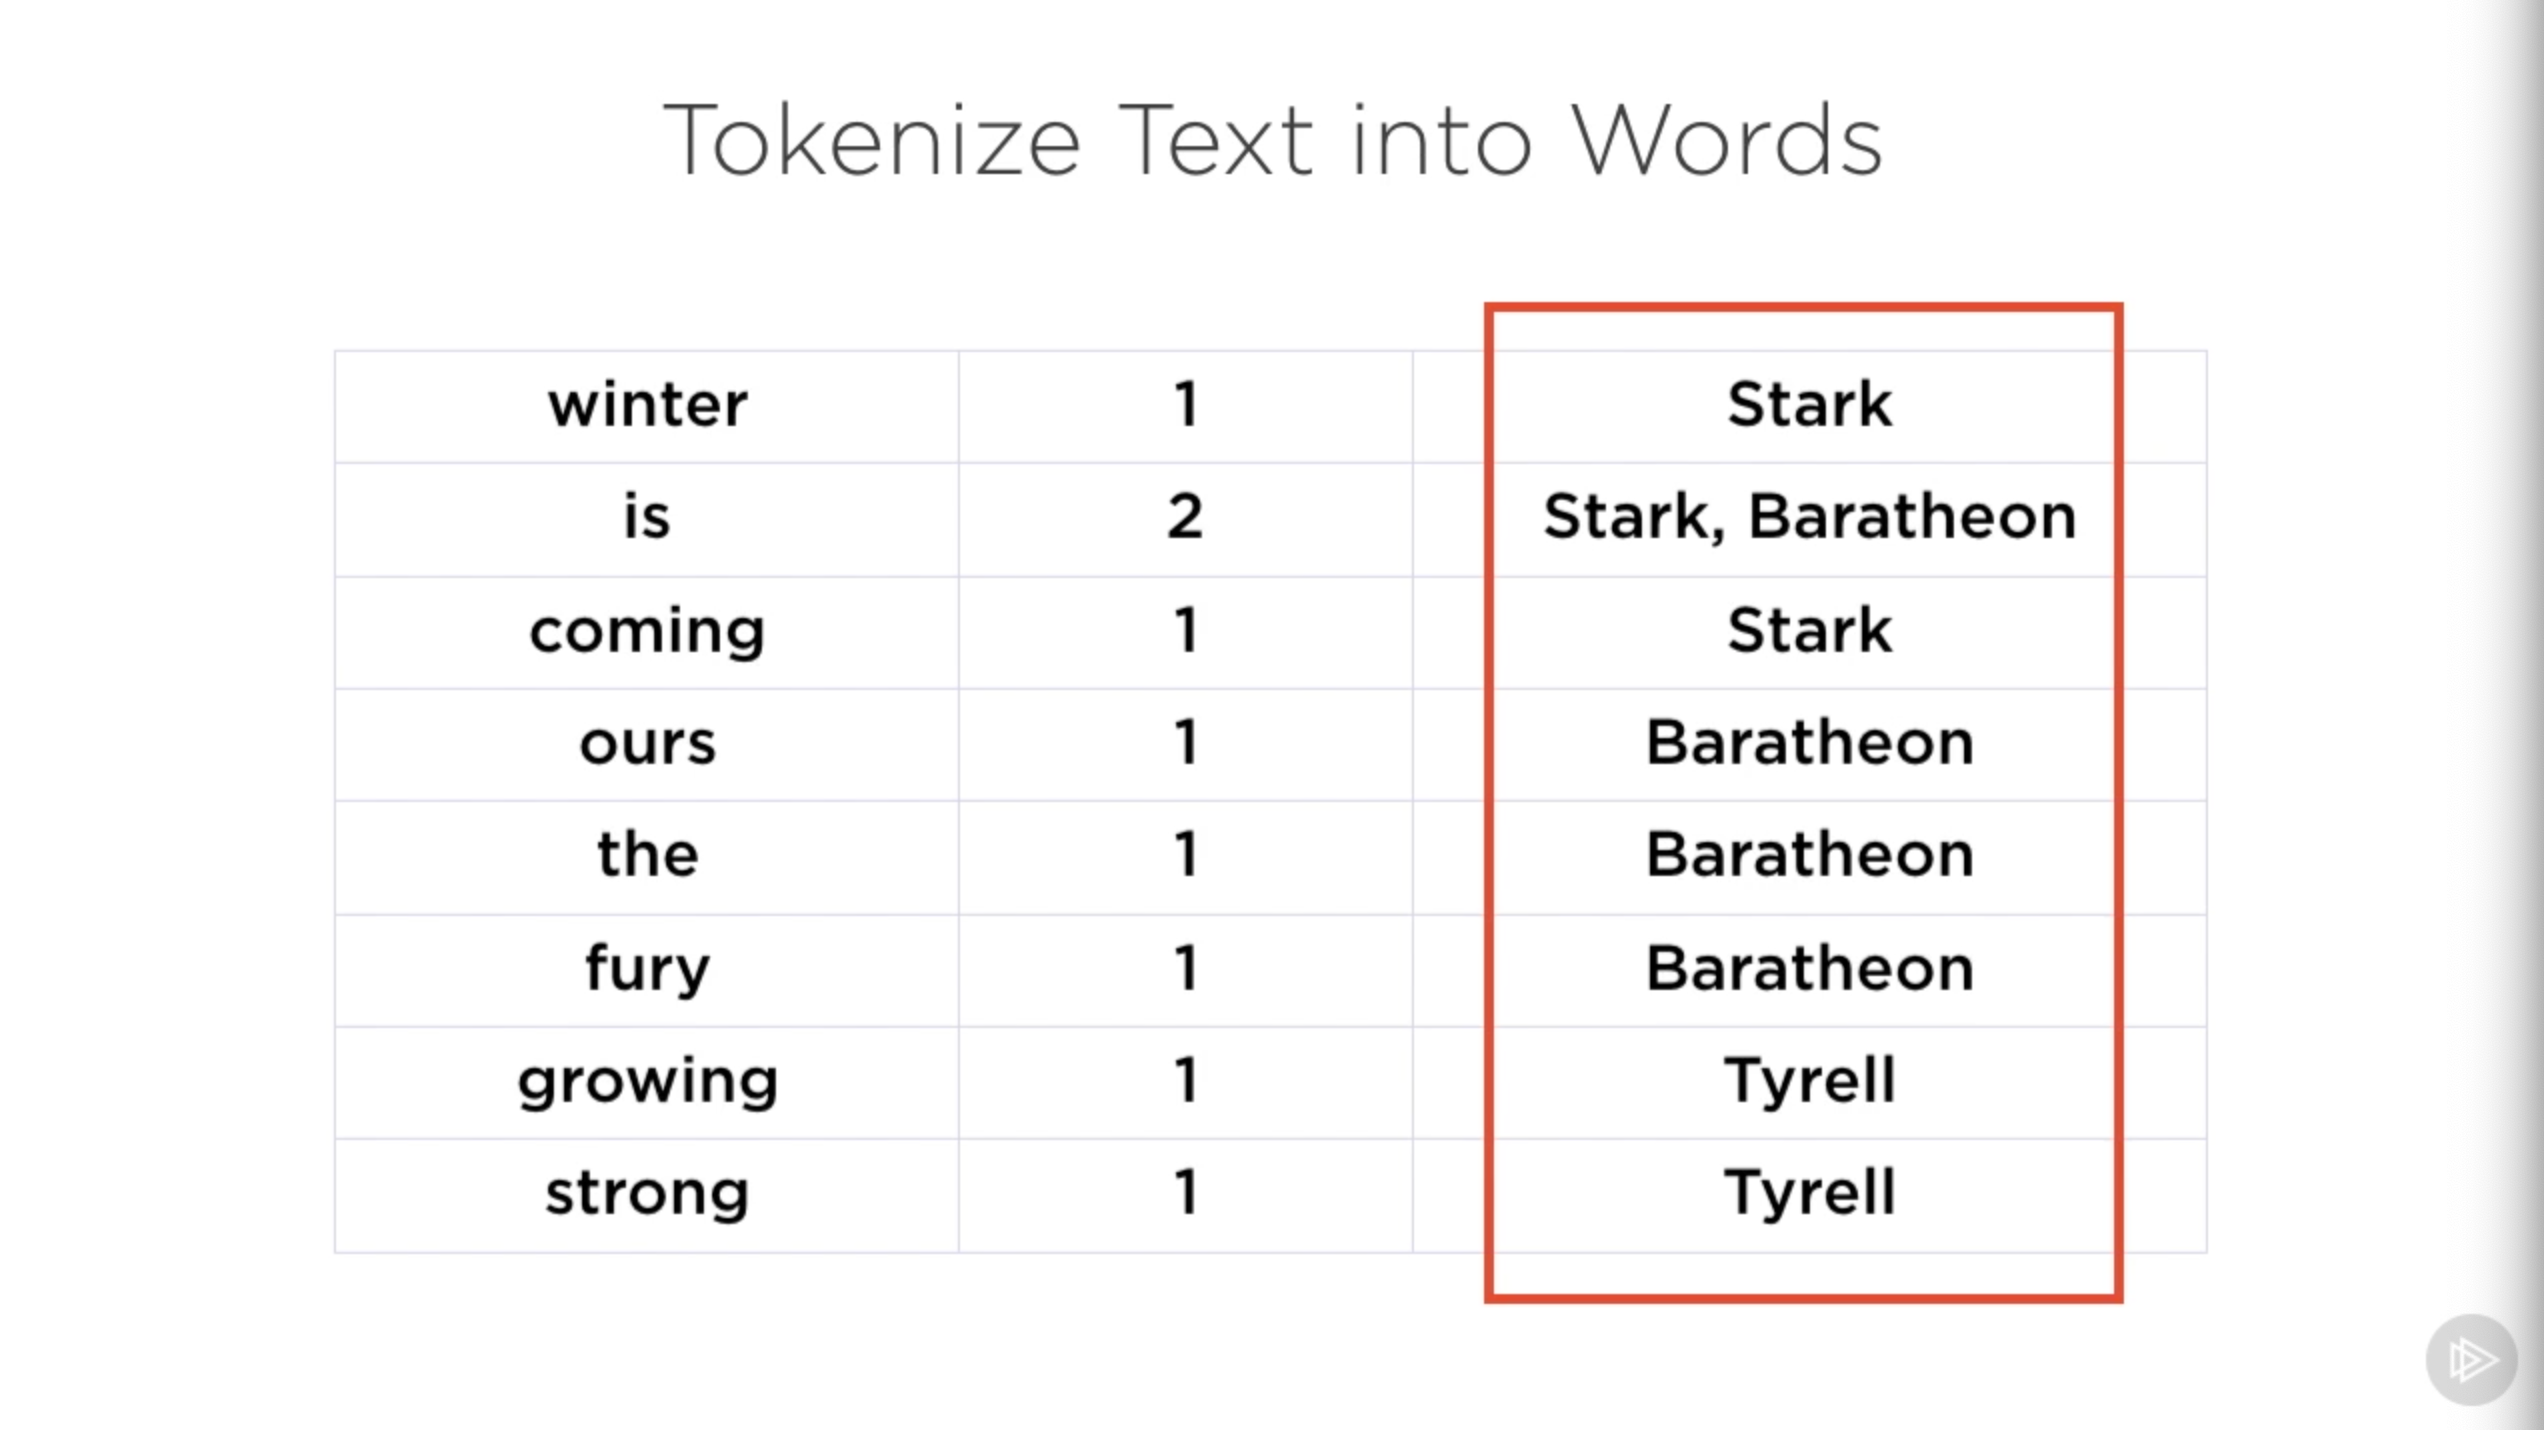 Tokenize Text into Words
winter 1 Stark
is 2 Stark, Baratheon
coming 1 Stark
ours 1 Baratheon
the 1 Baratheon
fury 1 Baratheon
growing 1 Tyrell
strong 1 Tyrell